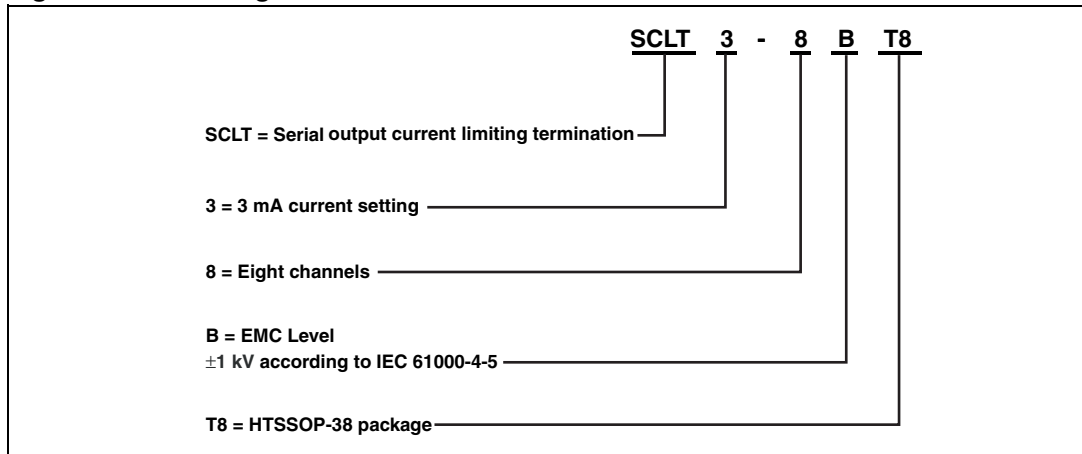 SCLT 3 - 8 B T8
SCLT = Serial output current limiting termination
3 = 3 mA current setting
8 = Eight channels
B = EMC Level
±1 kV according to IEC 61000-4-5
T8 = HTSSOP-38 package